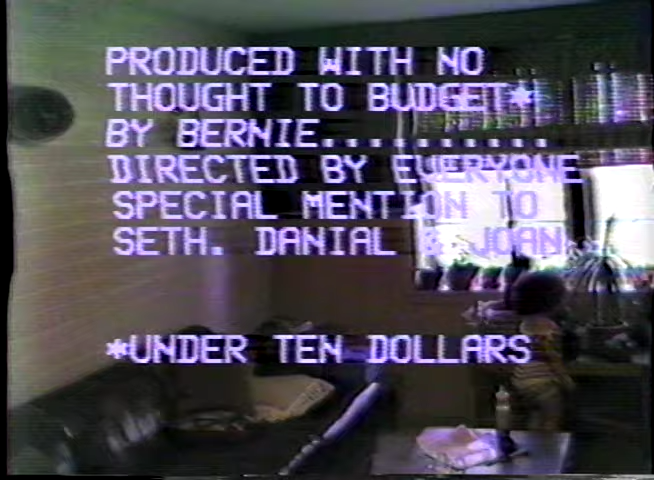 PRODUCED WITH NO
THOUGHT TO BUDGET*
BY BERNIE..........
DIRECTED BY EVERYONE
SPECIAL MENTION TO
SETH. DANIAL & JOAN
*UNDER TEN DOLLARS